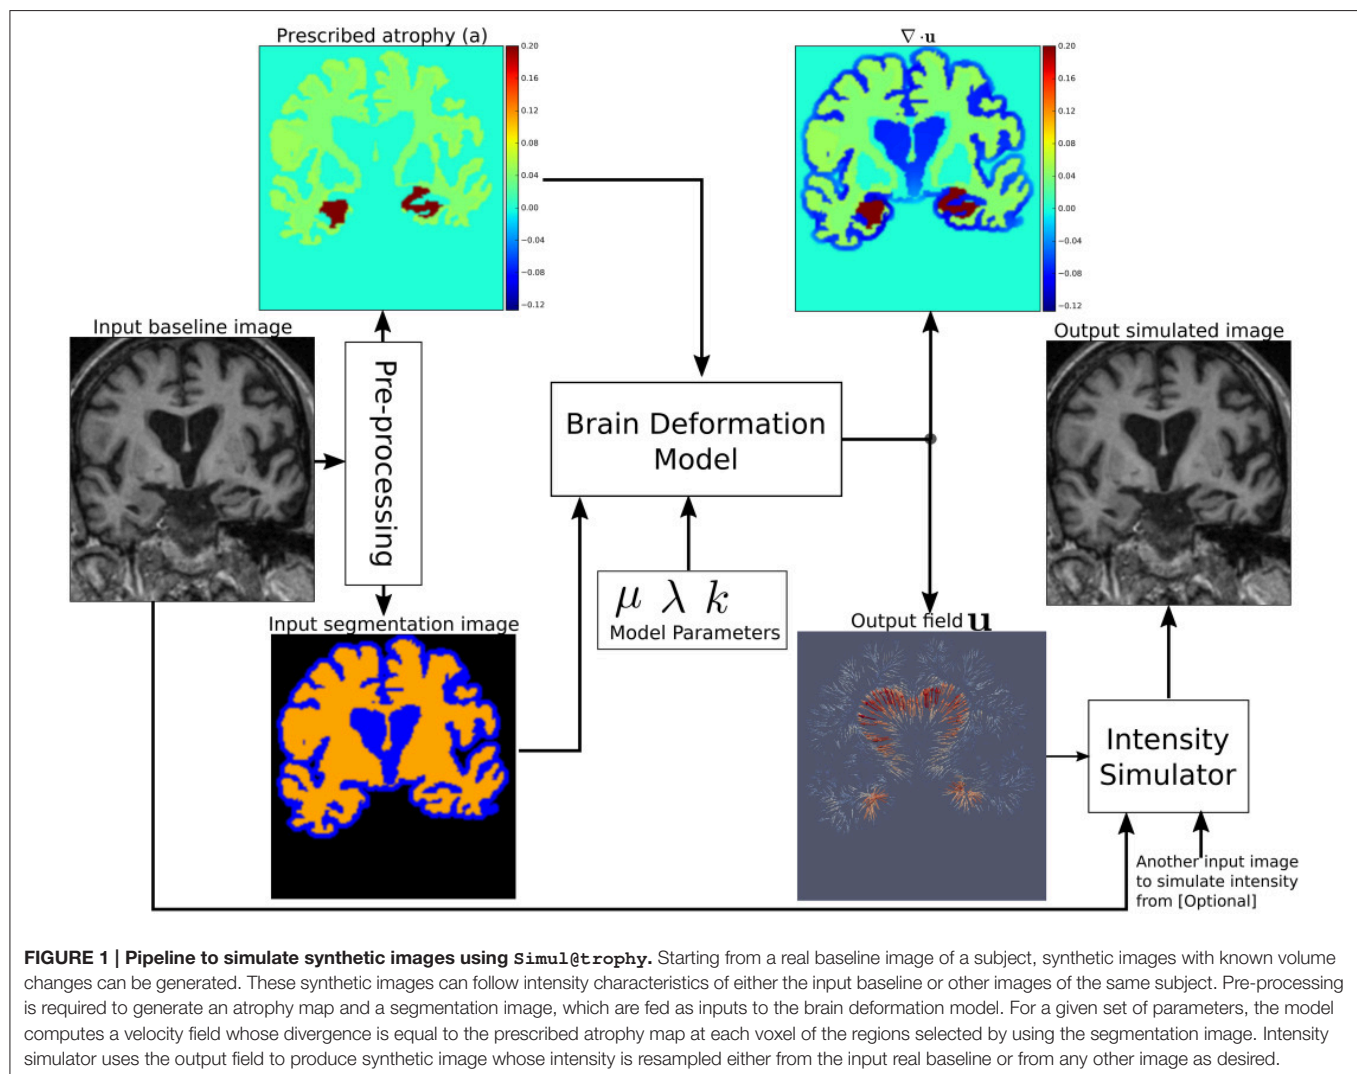 Prescribed atrophy (a)
0.20
0.16
0.12
0.08
0.04
0.00
−0.04
−0.08
−0.12
∇ ·u
0.20
0.16
0.12
0.08
0.04
0.00
−0.04
−0.08
−0.12
Input baseline image
Pre-processing
Brain Deformation
Model
Output simulated image
μ λ k
Model Parameters
Input segmentation image
Output field u
Intensity
Simulator
Another input image
to simulate intensity
from [Optional]
FIGURE 1 | Pipeline to simulate synthetic images using Simul@trophy. Starting from a real baseline image of a subject, synthetic images with known volume
changes can be generated. These synthetic images can follow intensity characteristics of either the input baseline or other images of the same subject. Pre-processing
is required to generate an atrophy map and a segmentation image, which are fed as inputs to the brain deformation model. For a given set of parameters, the model
computes a velocity field whose divergence is equal to the prescribed atrophy map at each voxel of the regions selected by using the segmentation image. Intensity
simulator uses the output field to produce synthetic image whose intensity is resampled either from the input real baseline or from any other image as desired.